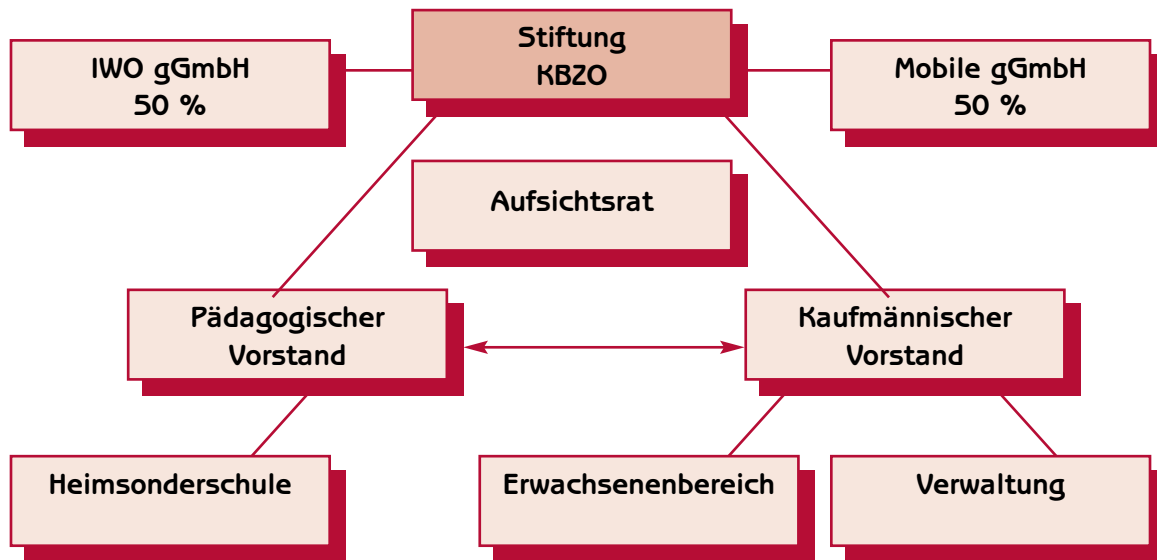 IWO gGmbH
50 %
Stiftung
KBZO
Mobile gGmbH
50 %
Aufsichtsrat
Pädagogischer
Vorstand
Kaufmännischer
Vorstand
Heimsonderschule
Erwachsenenbereich
Verwaltung